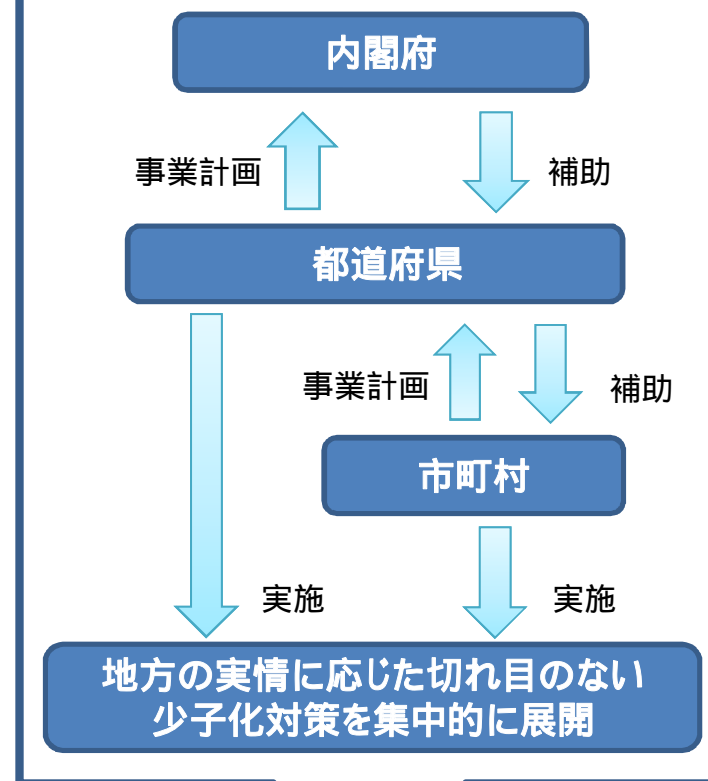 内閣府
事業計画
補助
都道府県
事業計画
補助
市町村
実施
実施
地方の実情に応じた切れ目のない
少子化対策を集中的に展開